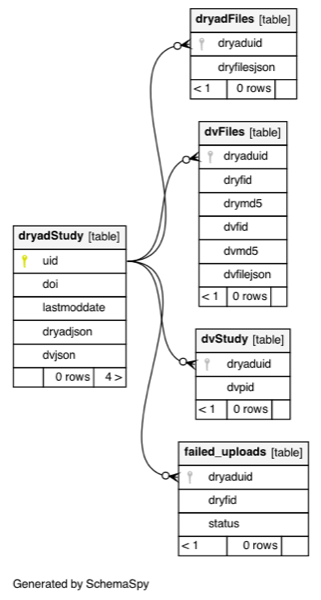 dryadFiles [table]
dryaduid
dryfilesjson
< 1 0 rows
dvFiles [table]
dryaduid
dryfid
drymd5
dvfid
dvmd5
dvfilejson
< 1 0 rows
dryadStudy [table]
uid
doi
lastmoddate
dryadjson
dvjson
0 rows 4 >
dvStudy [table]
dryaduid
dvpid
< 1 0 rows
failed_uploads [table]
dryaduid
dryfid
status
< 1 0 rows
Generated by SchemaSpy